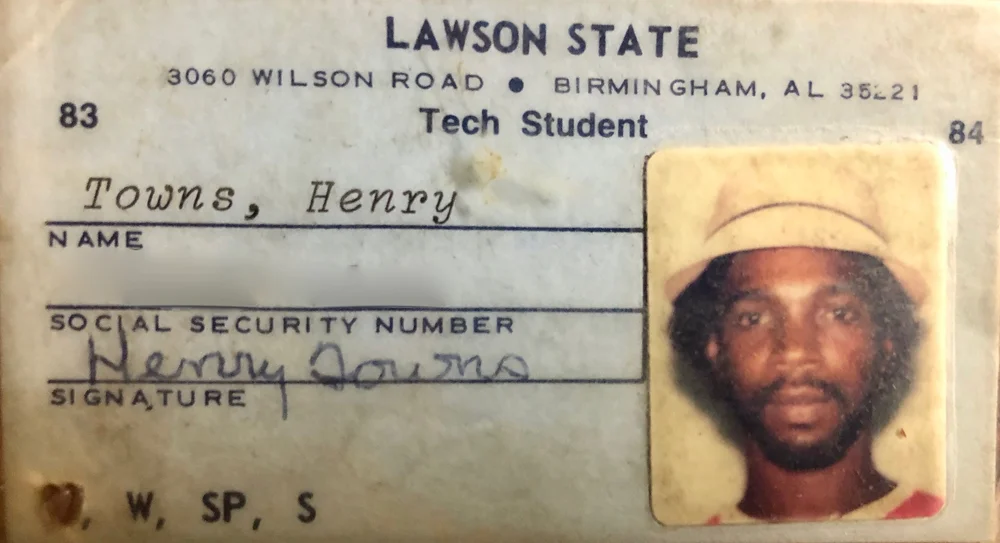 LAWSON STATE
3060 WILSON ROAD ● BIRMINGHAM, AL 35221
83 Tech Student 84
Towns, Henry
NAME
SOCIAL SECURITY NUMBER
Henry Towns
SIGNATURE
, W, SP, S